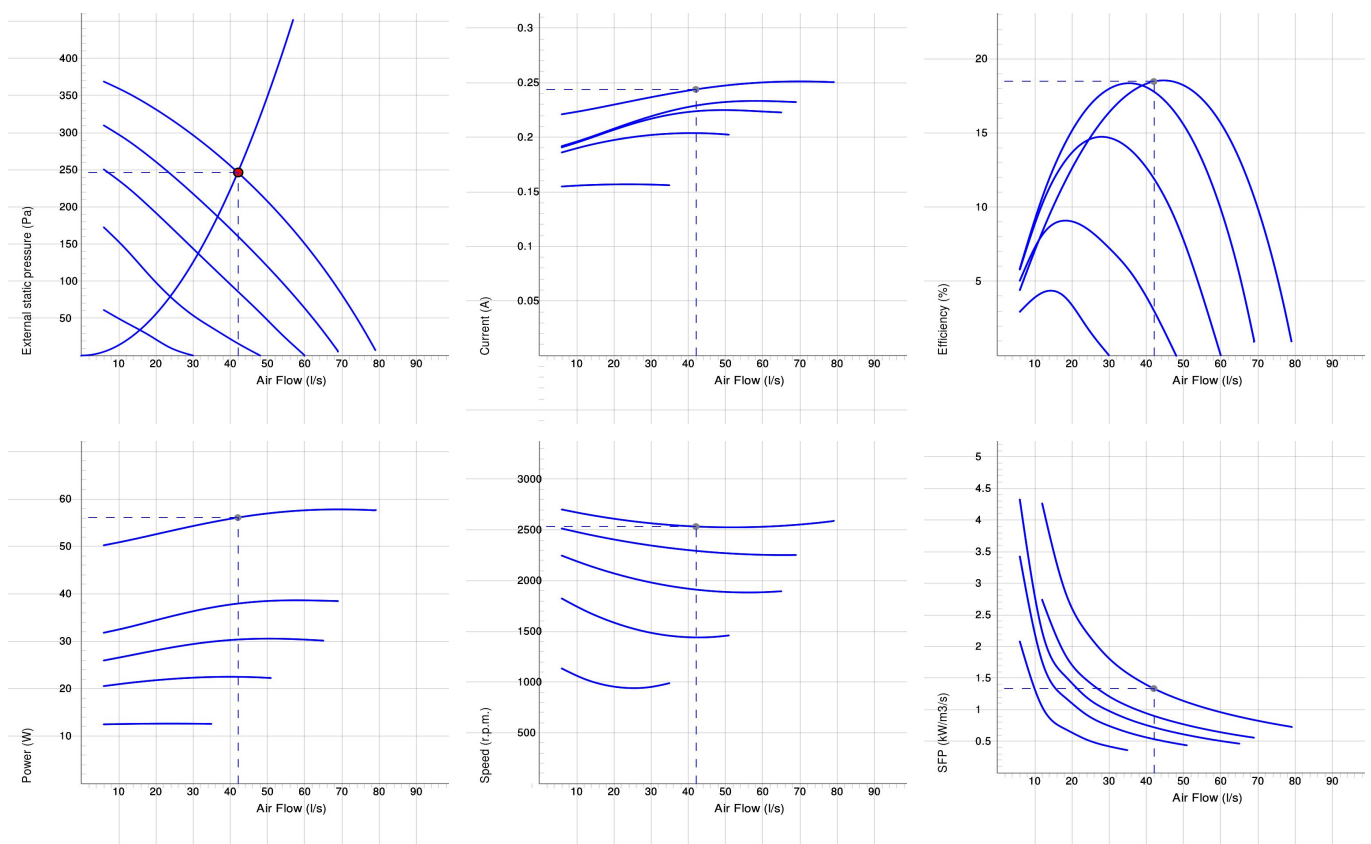 External static pressure (Pa)
400
350
300
250
200
150
100
50
10 20 30 40 50 60 70 80 90
Air Flow (l/s)
Current (A)
0.3
0.25
0.2
0.15
0.1
0.05
10 20 30 40 50 60 70 80 90
Air Flow (l/s)
Efficiency (%)
20
15
10
5
10 20 30 40 50 60 70 80 90
Air Flow (l/s)
Power (W)
60
50
40
30
20
10
10 20 30 40 50 60 70 80 90
Air Flow (l/s)
Speed (r.p.m.)
3000
2500
2000
1500
1000
500
10 20 30 40 50 60 70 80 90
Air Flow (l/s)
SFP (kW/m3/s)
5
4.5
4
3.5
3
2.5
2
1.5
1
0.5
10 20 30 40 50 60 70 80 90
Air Flow (l/s)